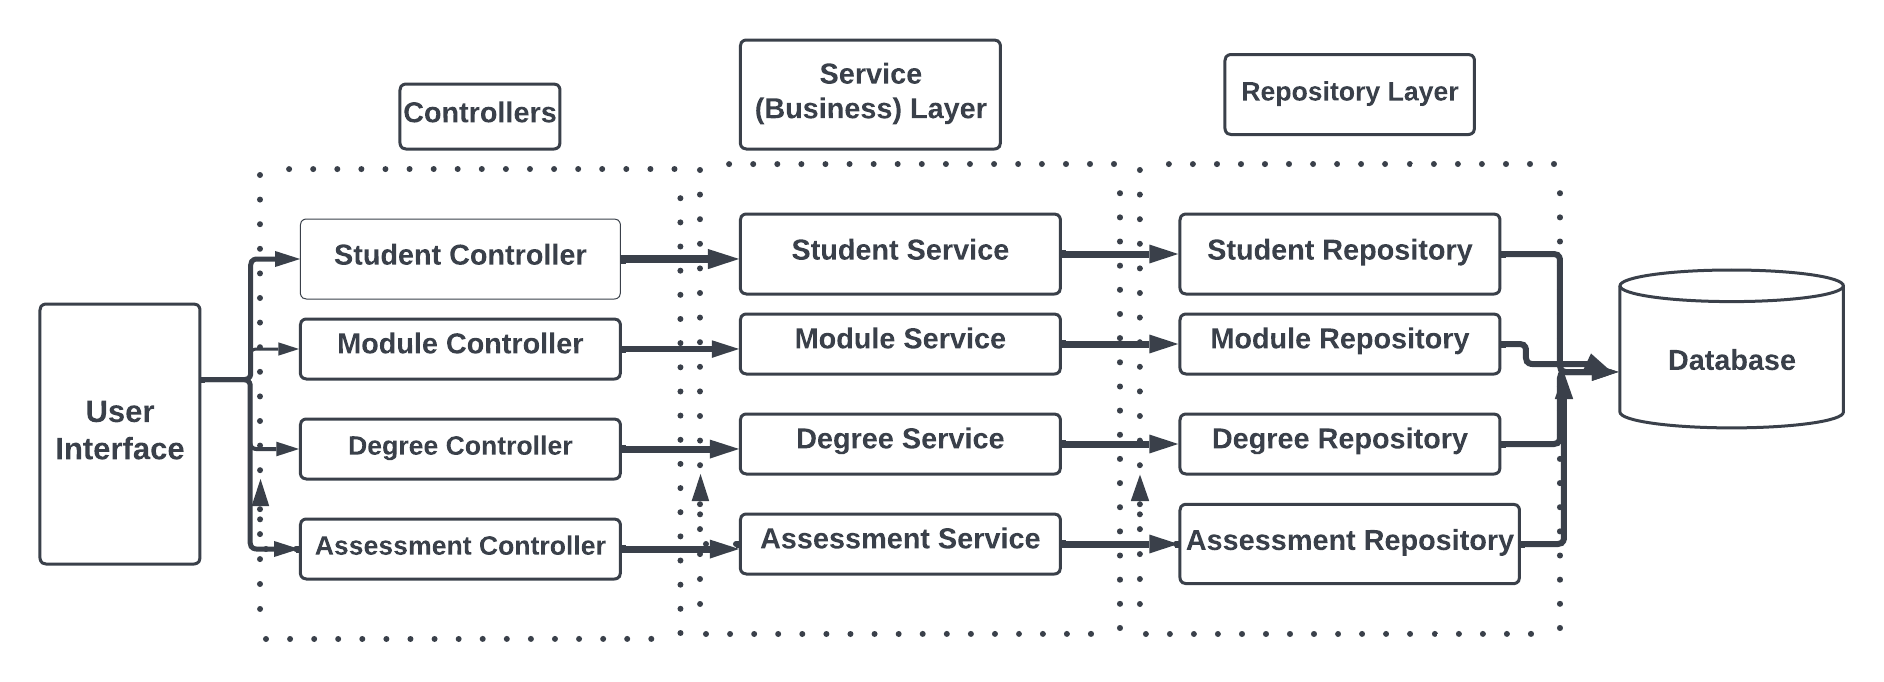 Controllers
Service
(Business) Layer
Repository Layer
User
Interface
Student Controller
Student Service
Student Repository
Module Controller
Module Service
Module Repository
Degree Controller
Degree Service
Degree Repository
Assessment Controller
Assessment Service
Assessment Repository
Database